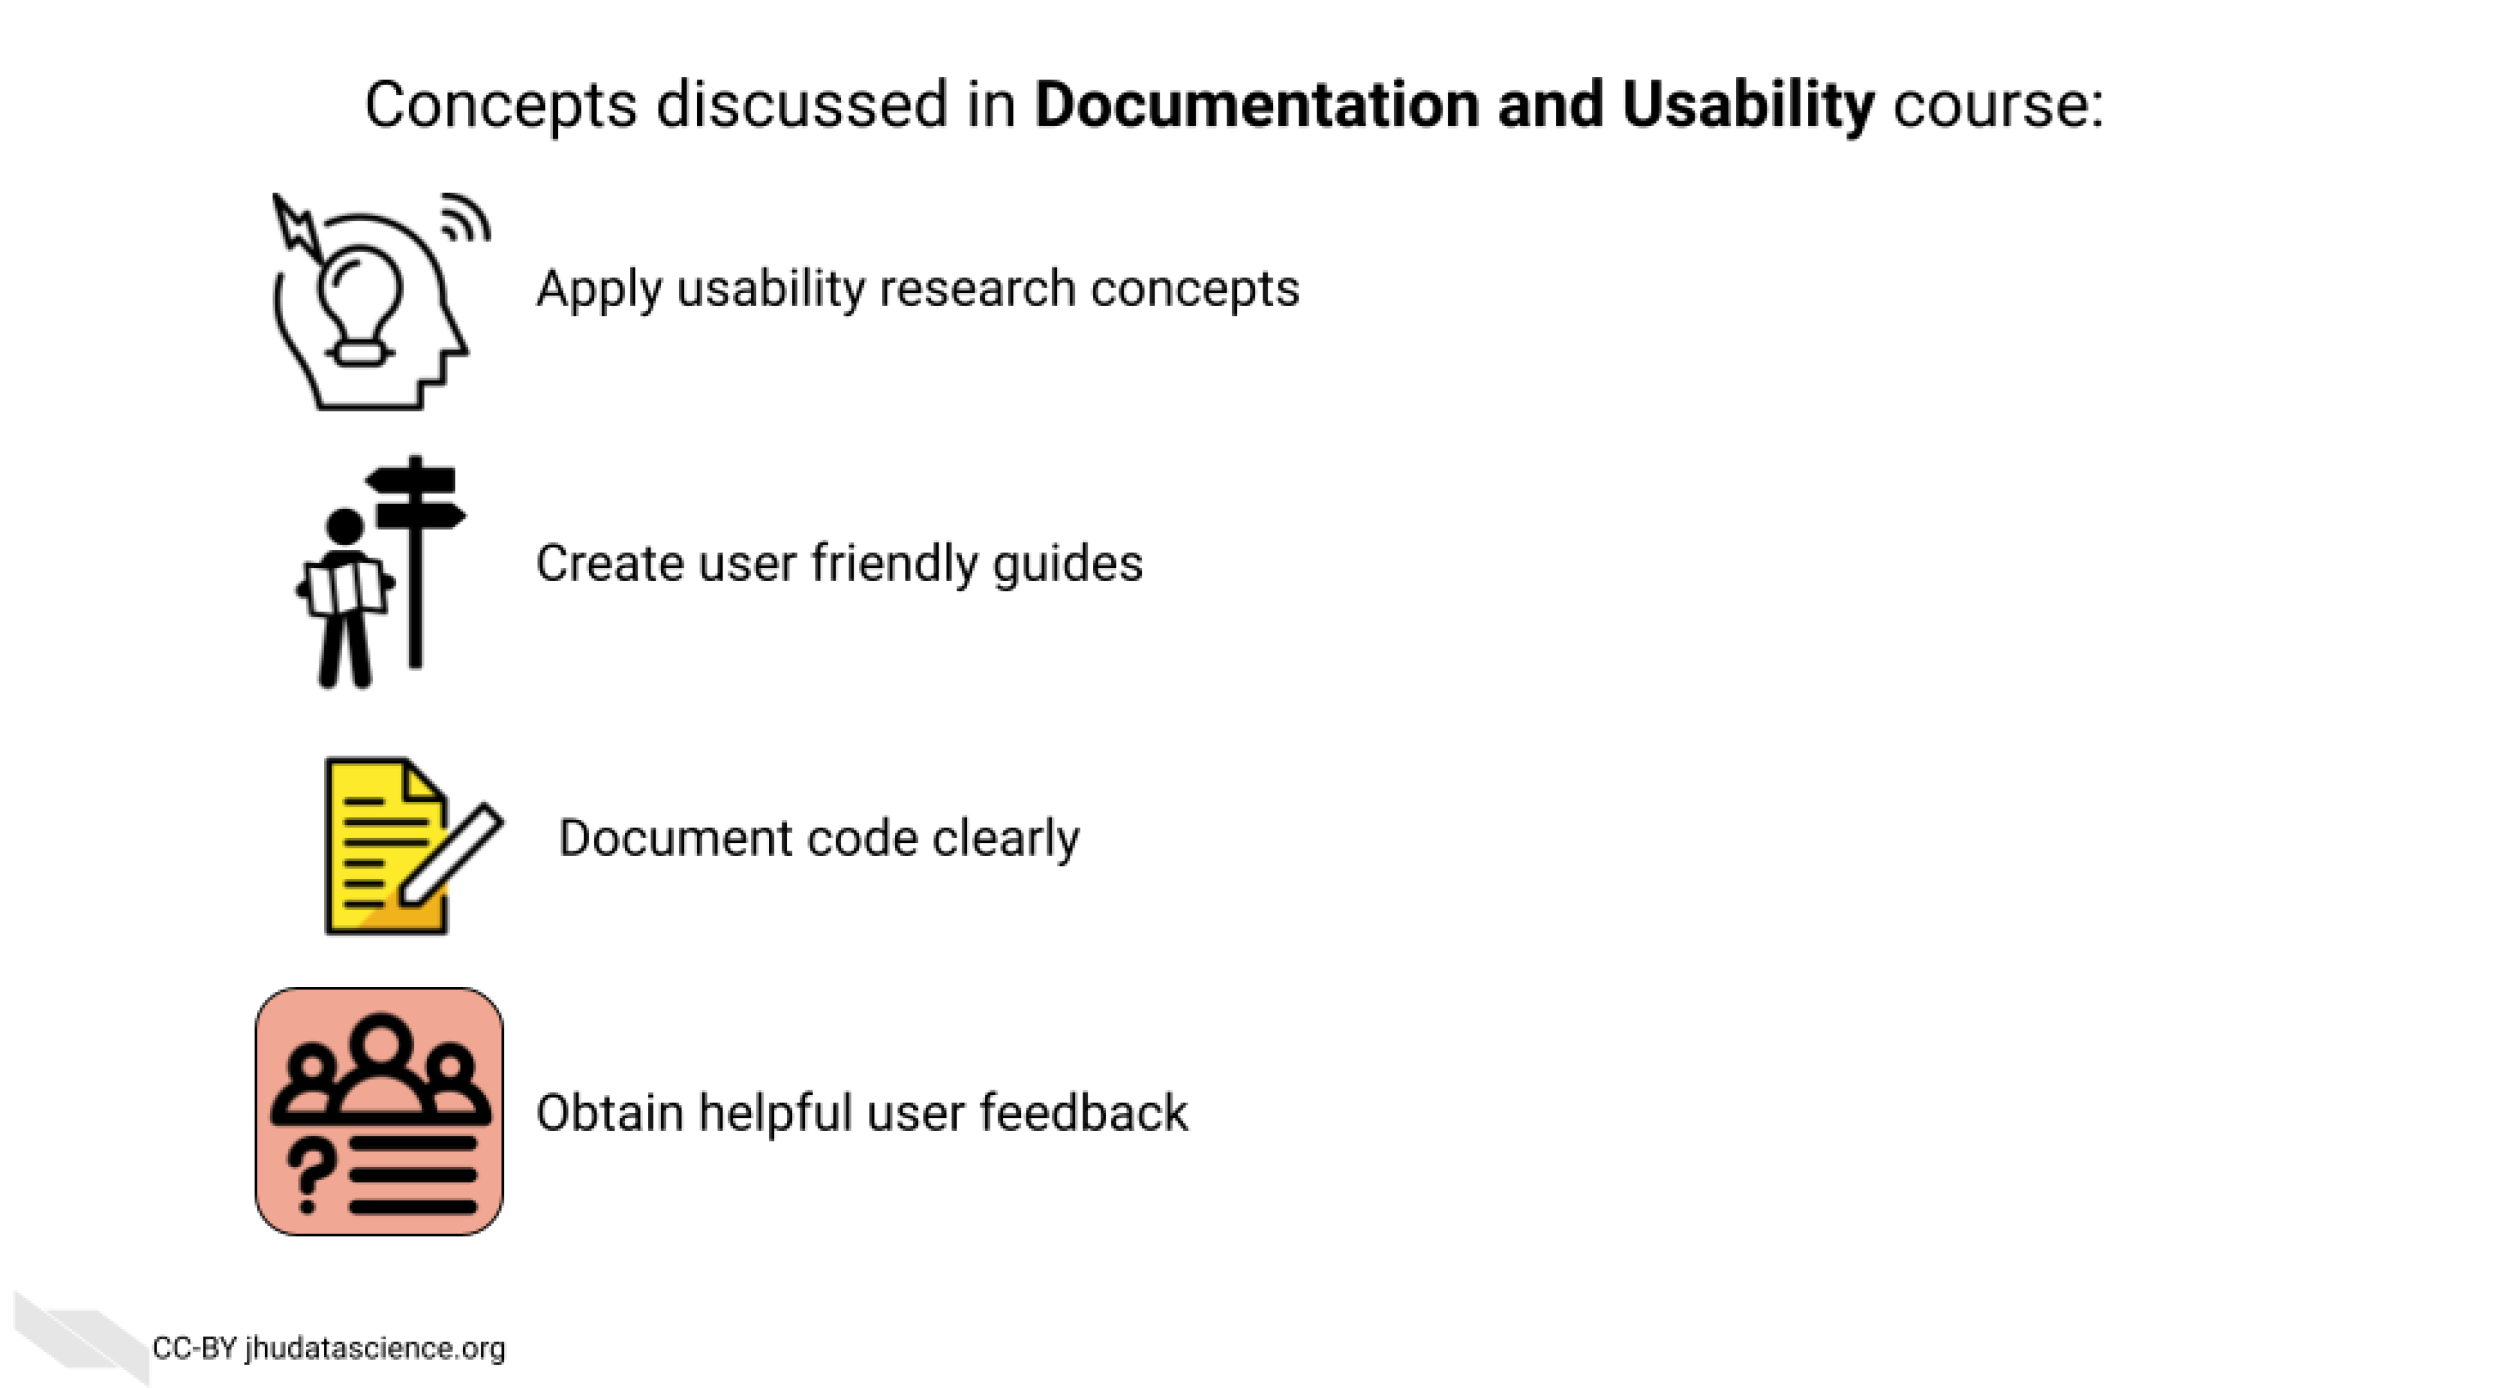 Concepts discussed in Documentation and Usability course:
Apply usability research concepts
Create user friendly guides
Document code clearly
Obtain helpful user feedback
?
CC-BY jhudatascience.org